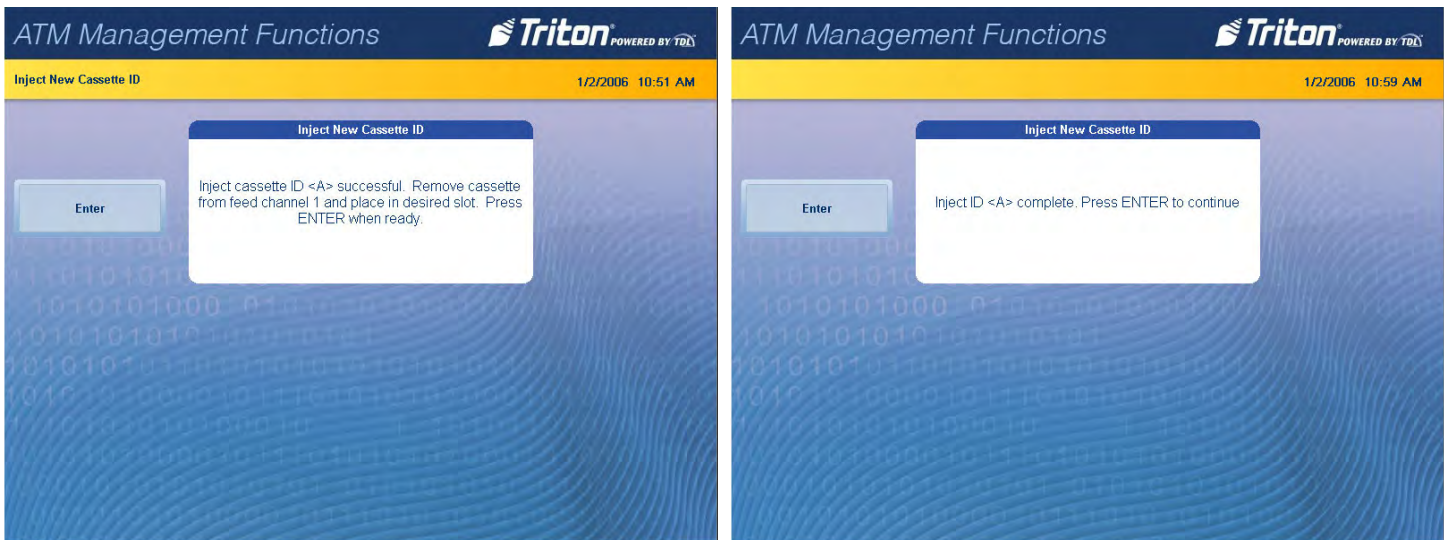 ATM Management Functions
Triton POWERED BY TDL
Inject New Cassette ID
1/2/2006 10:51 AM
Inject New Cassette ID
Inject cassette ID <A> successful. Remove cassette
from feed channel 1 and place in desired slot. Press
ENTER when ready.
Enter
ATM Management Functions
Triton POWERED BY TDL
1/2/2006 10:59 AM
Inject New Cassette ID
Inject ID <A> complete. Press ENTER to continue
Enter